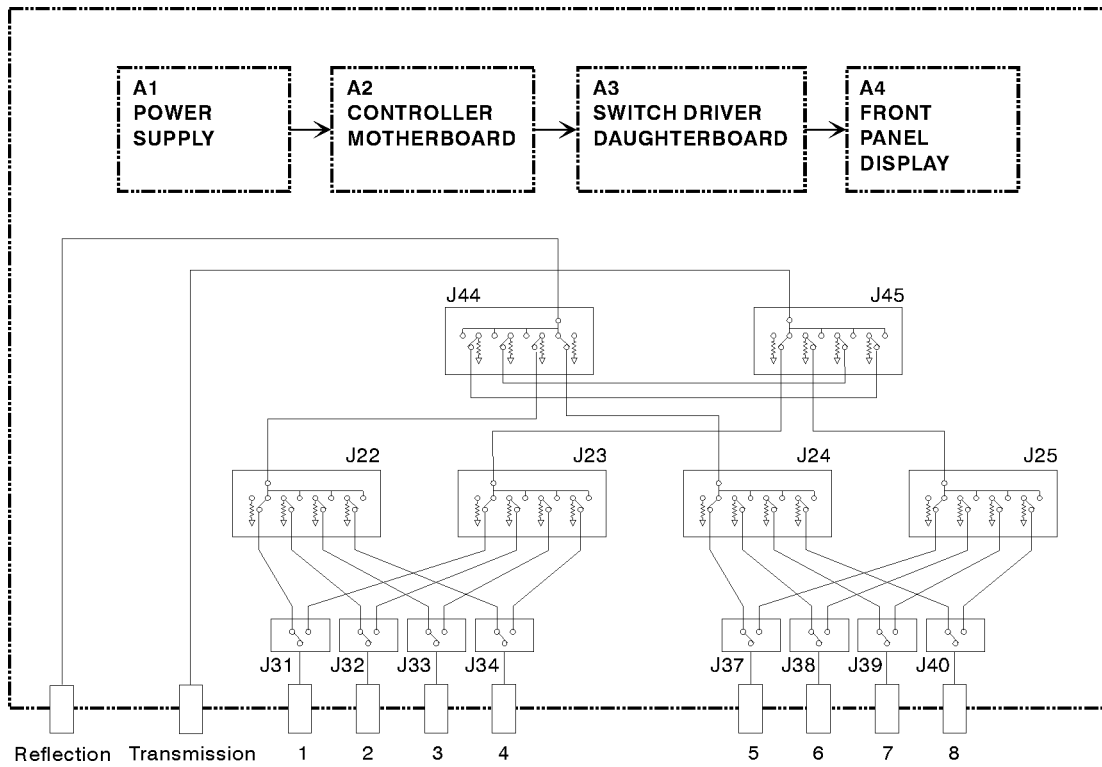 A1
POWER
SUPPLY
A2
CONTROLLER
MOTHERBOARD
A3
SWITCH DRIVER
DAUGHTERBOARD
A4
FRONT
PANEL
DISPLAY
J44
J45
J22
J23
J24
J25
J31
J32
J33
J34
J37
J38
J39
J40
Reflection
Transmission
1
2
3
4
5
6
7
8